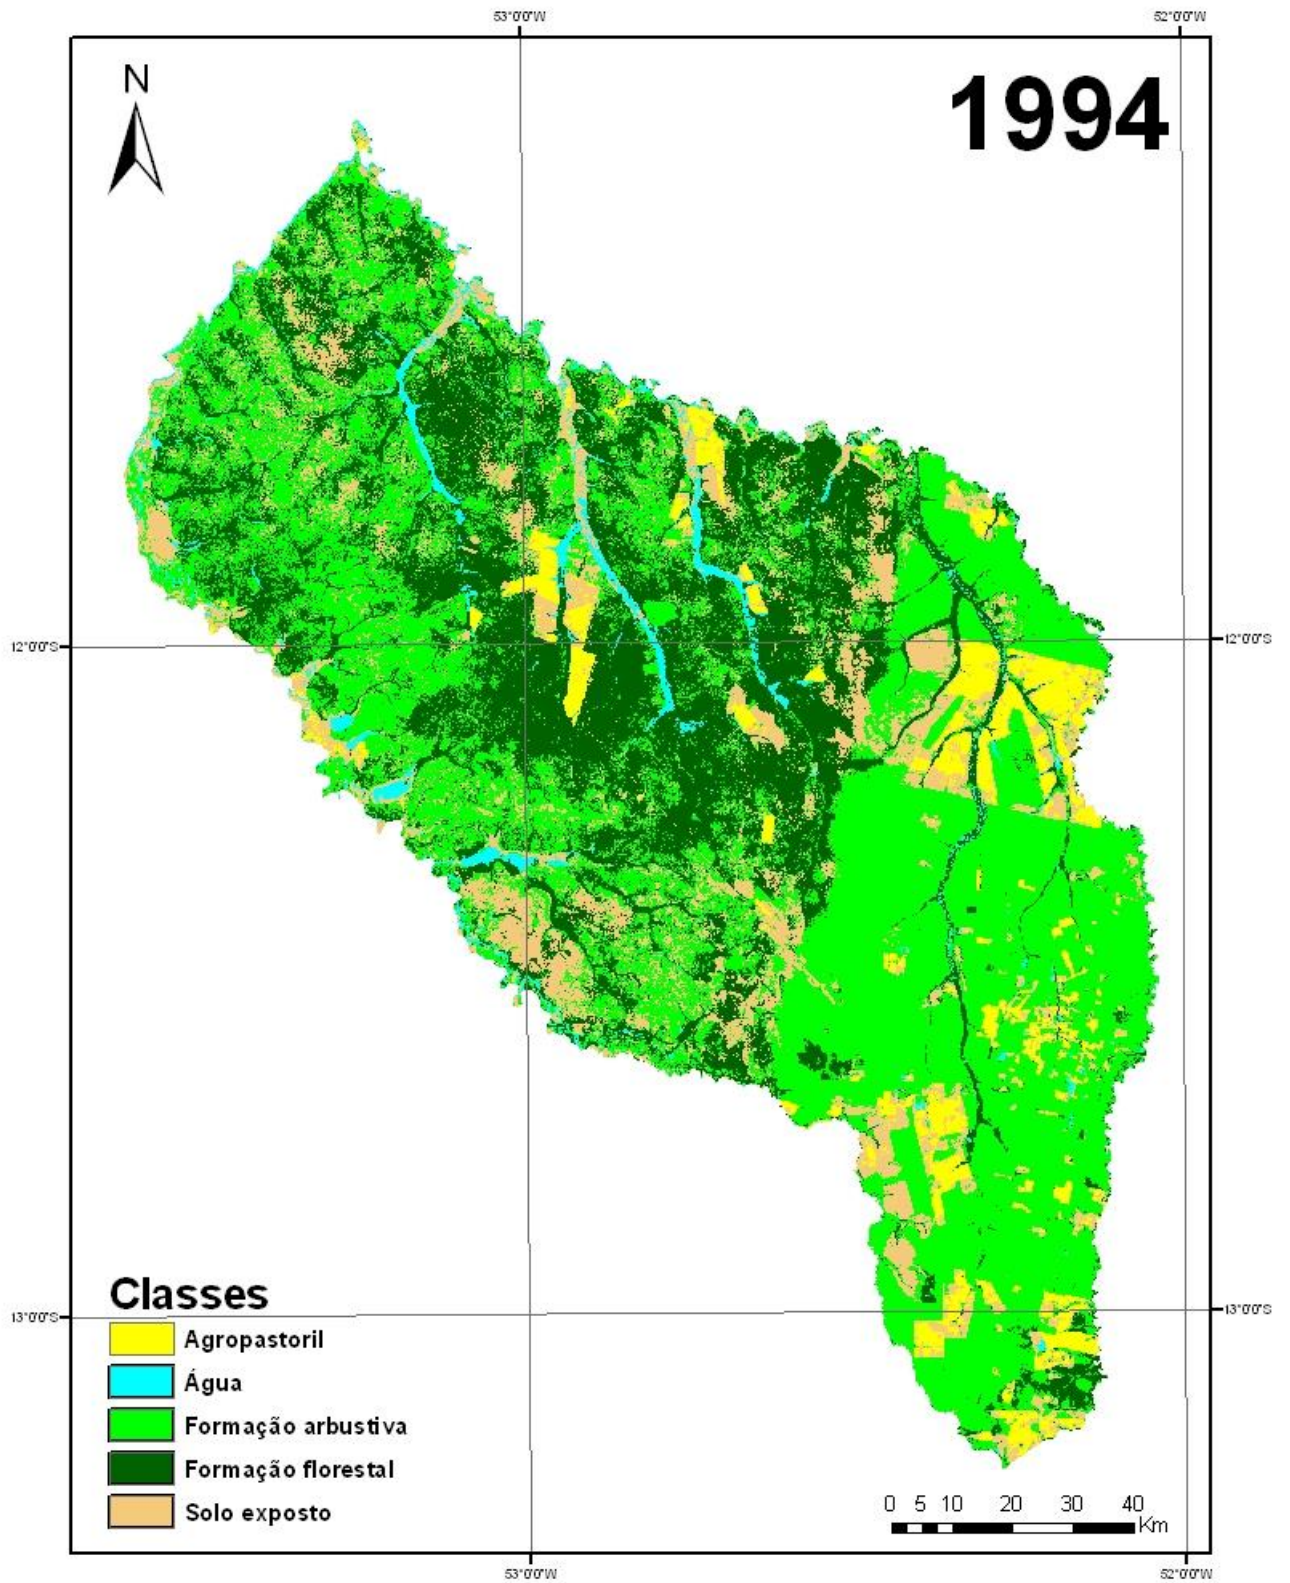 53°0'0"W 52°0'0"W
N
1994
12°0'0"S 12°0'0"S
Classes
13°0'0"S 13°0'0"S
Agropastoril
Água
Formação arbustiva
Formação florestal
Solo exposto
0 5 10 20 30 40
Km
53°0'0"W 52°0'0"W